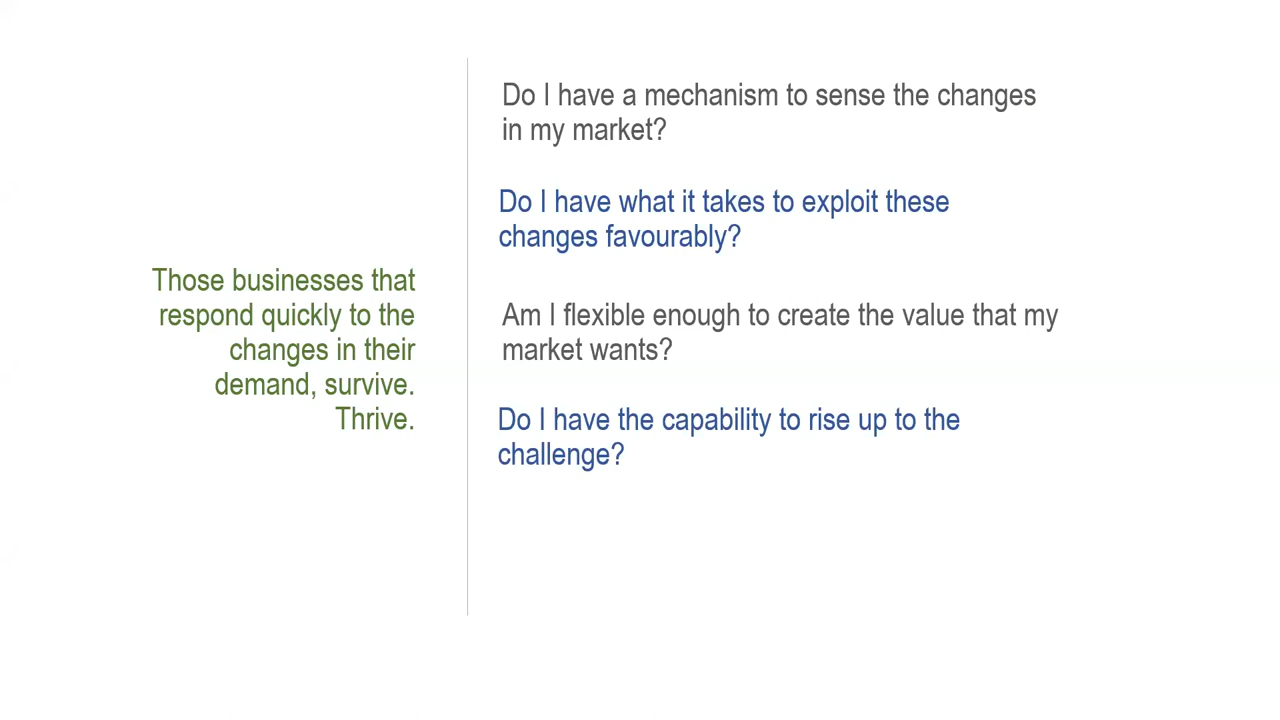 Those businesses that
respond quickly to the
changes in their
demand, survive.
Thrive.
Do I have a mechanism to sense the changes
in my market?
Do I have what it takes to exploit these
changes favourably?
Am I flexible enough to create the value that my
market wants?
Do I have the capability to rise up to the
challenge?